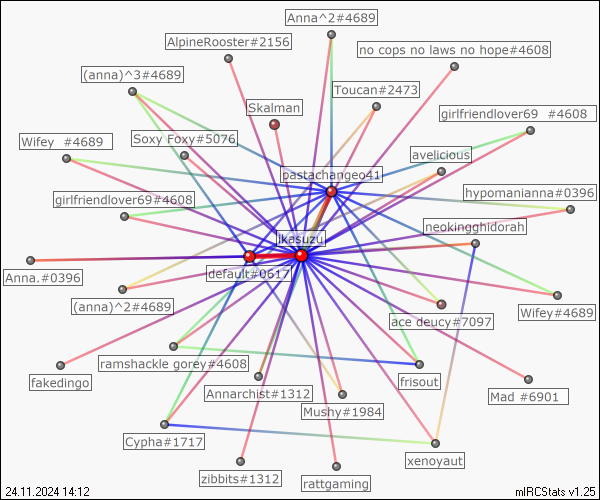 Anna^2#4689
AlpineRooster#2156
no cops no laws no hope#4608
(anna)^3#4689
Toucan#2473
Skalman
girlfriendlover69 #4608
Wifey #4689
Soxy Foxy#5076
avelicious
pastachangeo41
girlfriendlover69#4608
hypomanianna#0396
neokingghidorah
ikasuzu
Anna.#0396
default#0617
(anna)^2#4689
Wifey#4689
ace deucy#7097
ramshackle gorey#4608
fakedingo
Annarchist#1312
frisout
Mad #6901
Mushy#1984
Cypha#1717
xenoyaut
zibbits#1312
rattgaming
24.11.2024 14:12
mIRCStats v1.25